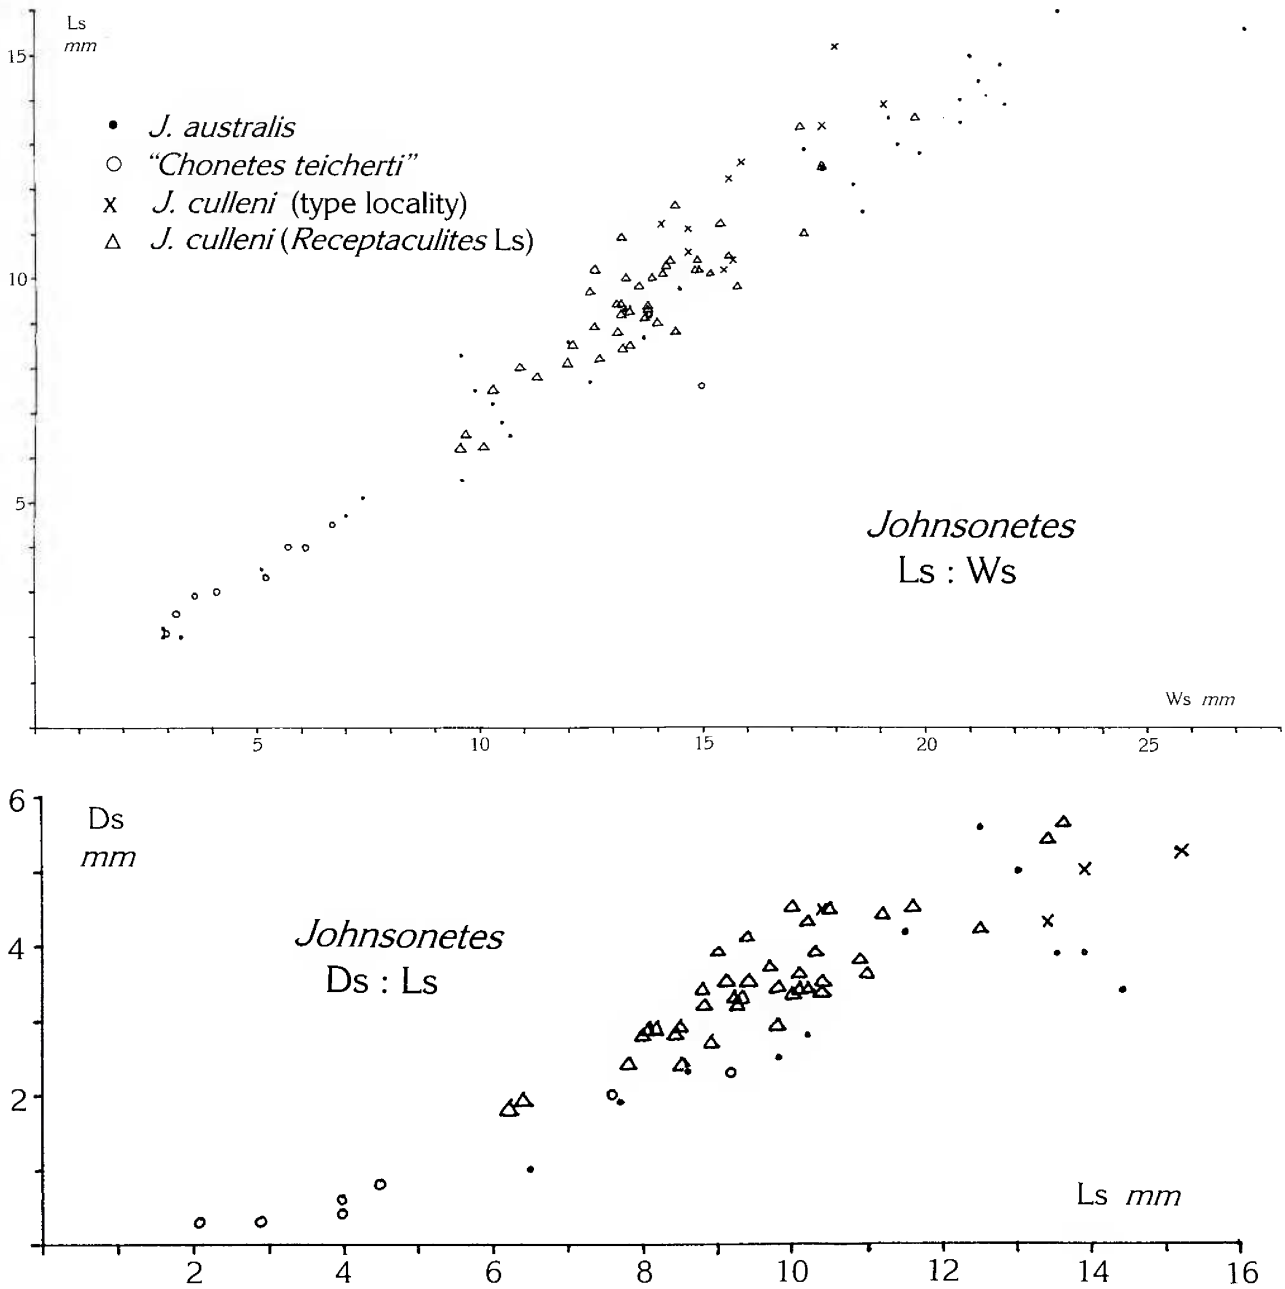 Ls
mm
15
J. australis
“Chonetes teicherti”
x J. culleni (type locality)
J. culleni (Receptaculites Ls)
10
5
Johnsonetes
Ls : Ws
Ws mm
5 10 15 20 25
6
Ds
mm
Johnsonetes
Ds : Ls
4
2
Ls mm
2 4 6 8 10 12 14 16